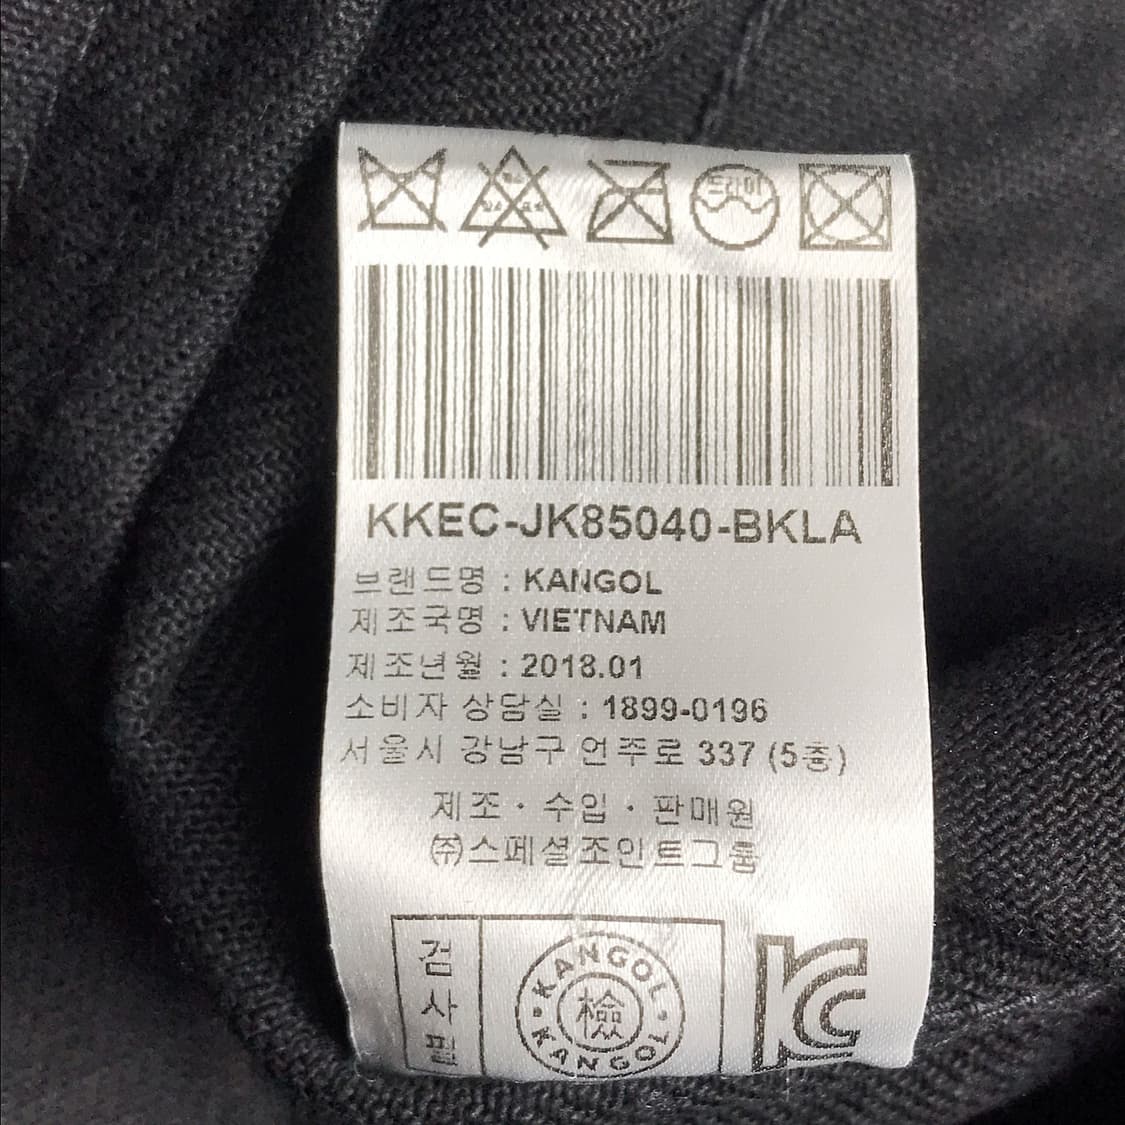 드라이
KKEC-JK85040-BKLA
브랜드명 : KANGOL
제조국명 : VIETNAM
제조년월 : 2018.01
소비자 상담실 : 1899-0196
서울시 강남구 언주로 337 (5층)
제조 · 수입 · 판매원
㈜스페셜조인트그룹
검사필
KANGOL
檢
KANGOL